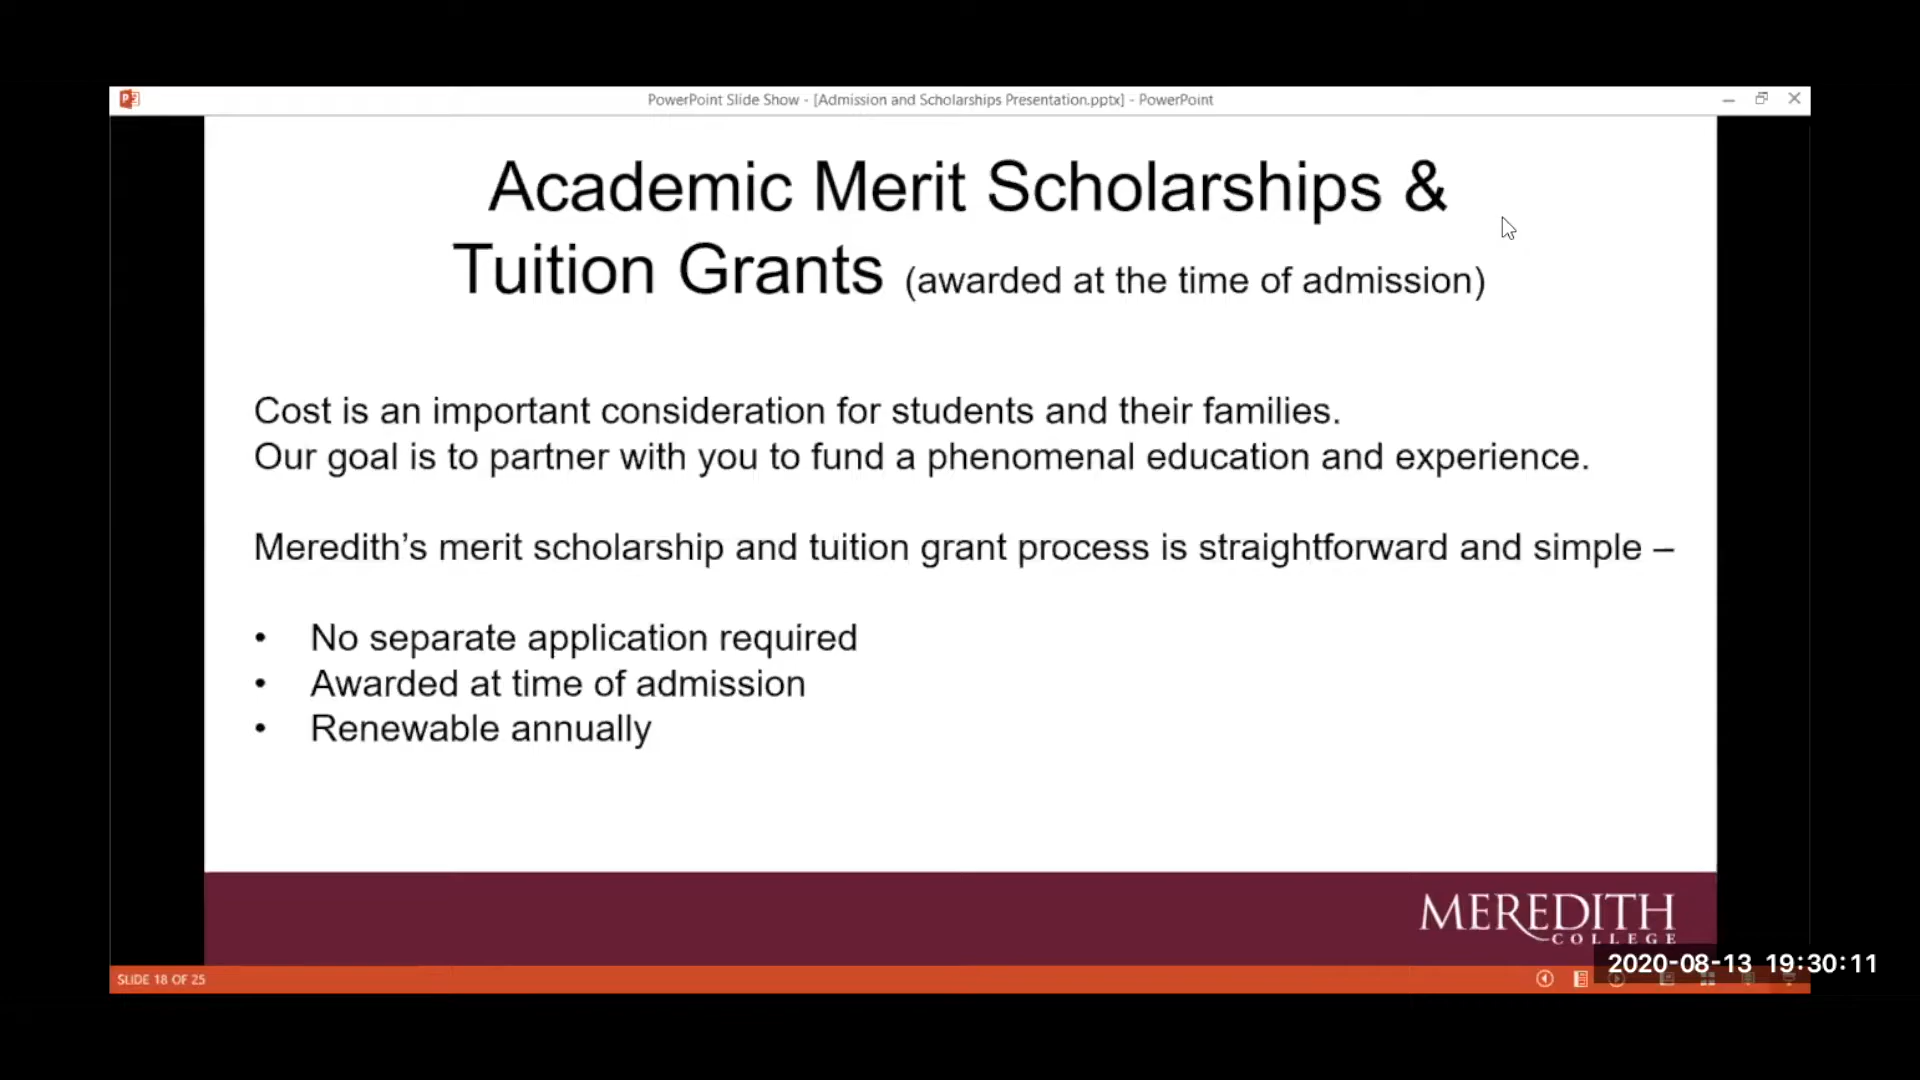 PowerPoint Slide Show - [Admission and Scholarships Presentation.pptx] - PowerPoint
Academic Merit Scholarships &
Tuition Grants (awarded at the time of admission)
Cost is an important consideration for students and their families.
Our goal is to partner with you to fund a phenomenal education and experience.
Meredith’s merit scholarship and tuition grant process is straightforward and simple –
• No separate application required
• Awarded at time of admission
• Renewable annually
MEREDITH
COLLEGE
2020-08-13 19:30:11
SLIDE 18 OF 25